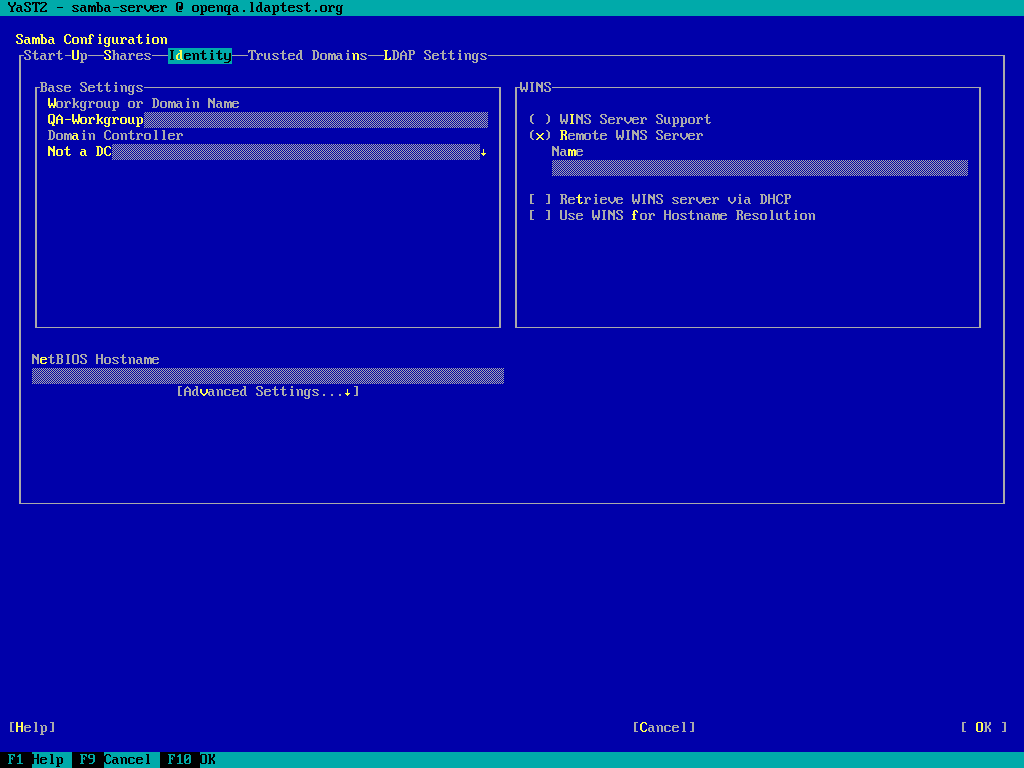 YaST2 - samba-server @ openqa.ldaptest.org
Samba Configuration
Start-Up Shares Identity Trusted Domains LDAP Settings
Base Settings
Workgroup or Domain Name
QA-Workgroup
Domain Controller
Not a DC ↓
WINS
( ) WINS Server Support
(x) Remote WINS Server
Name
[ ] Retrieve WINS server via DHCP
[ ] Use WINS for Hostname Resolution
NetBIOS Hostname
[Advanced Settings...↓]
[Help] [Cancel] [ OK ]
F1 Help F9 Cancel F10 OK